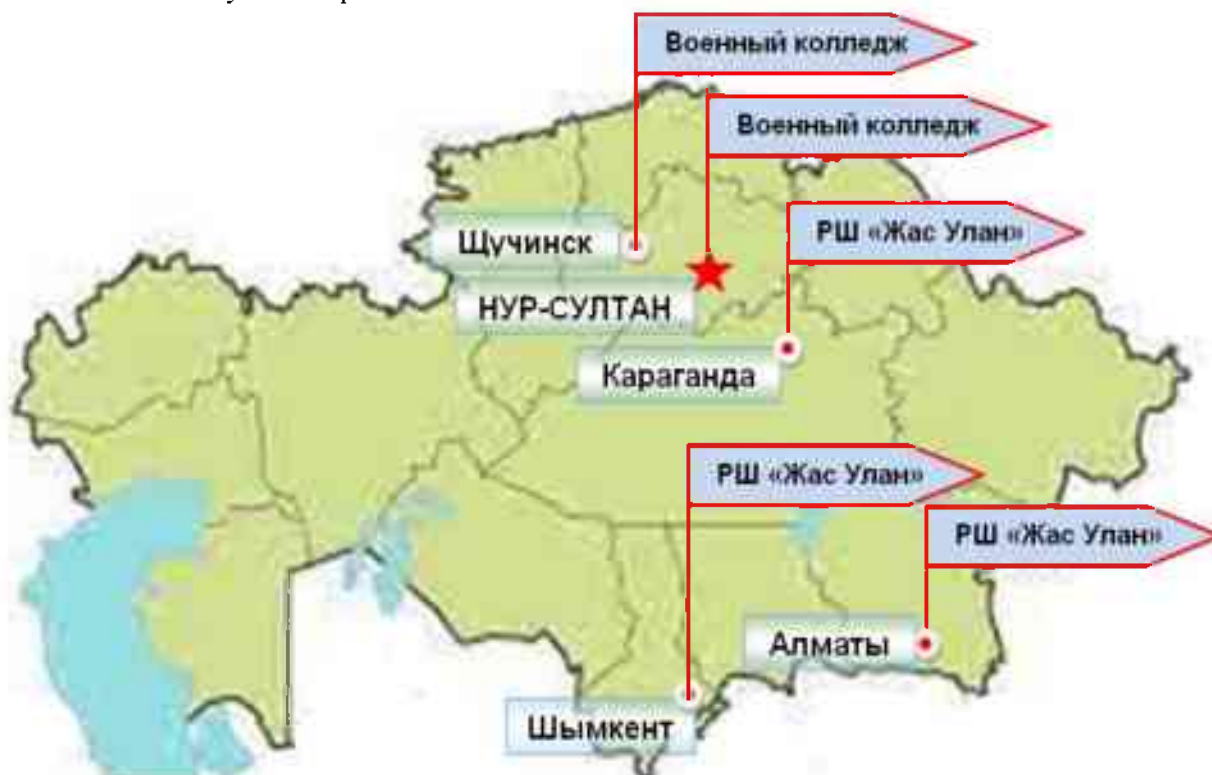 Военный колледж
Военный колледж
РШ «Жас Улан»
Щучинск
НУР-СУЛТАН
Караганда
РШ «Жас Улан»
РШ «Жас Улан»
Алматы
Шымкент